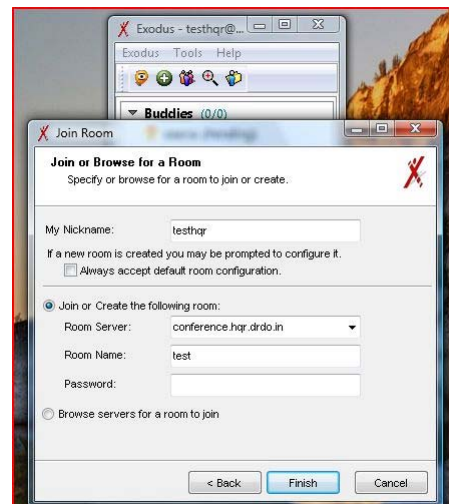 Exodus - testhqr@...
Exodus Tools Help
Buddies (0/0)
Join Room
Join or Browse for a Room
Specify or browse for a room to join or create.
My Nickname: testhqr
If a new room is created you may be prompted to configure it.
Always accept default room configuration.
Join or Create the following room:
Room Server: conference.hqr.drdo.in
Room Name: test
Password:
Browse servers for a room to join
< Back Finish Cancel